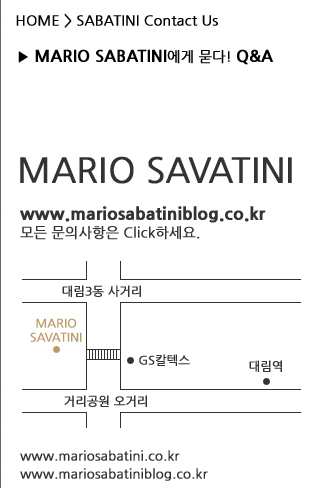 HOME > SABATINI Contact Us
▶ MARIO SABATINI에게 묻다! Q&A
MARIO SAVATINI
www.mariosabatiniblog.co.kr
모든 문의사항은 Click하세요.
대림3동 사거리
MARIO
SAVATINI
GS칼텍스
대림역
거리공원 오거리
www.mariosabatini.co.kr
www.mariosabatiniblog.co.kr